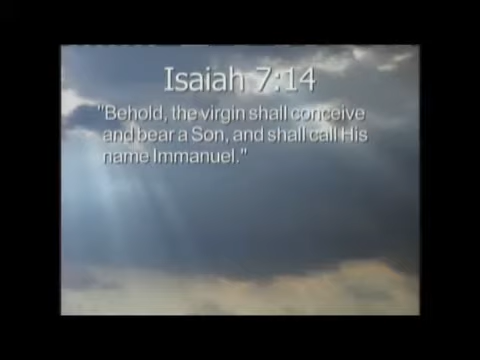 Isaiah 7:14
"Behold, the virgin shall conceive
and bear a Son, and shall call His
name Immanuel."